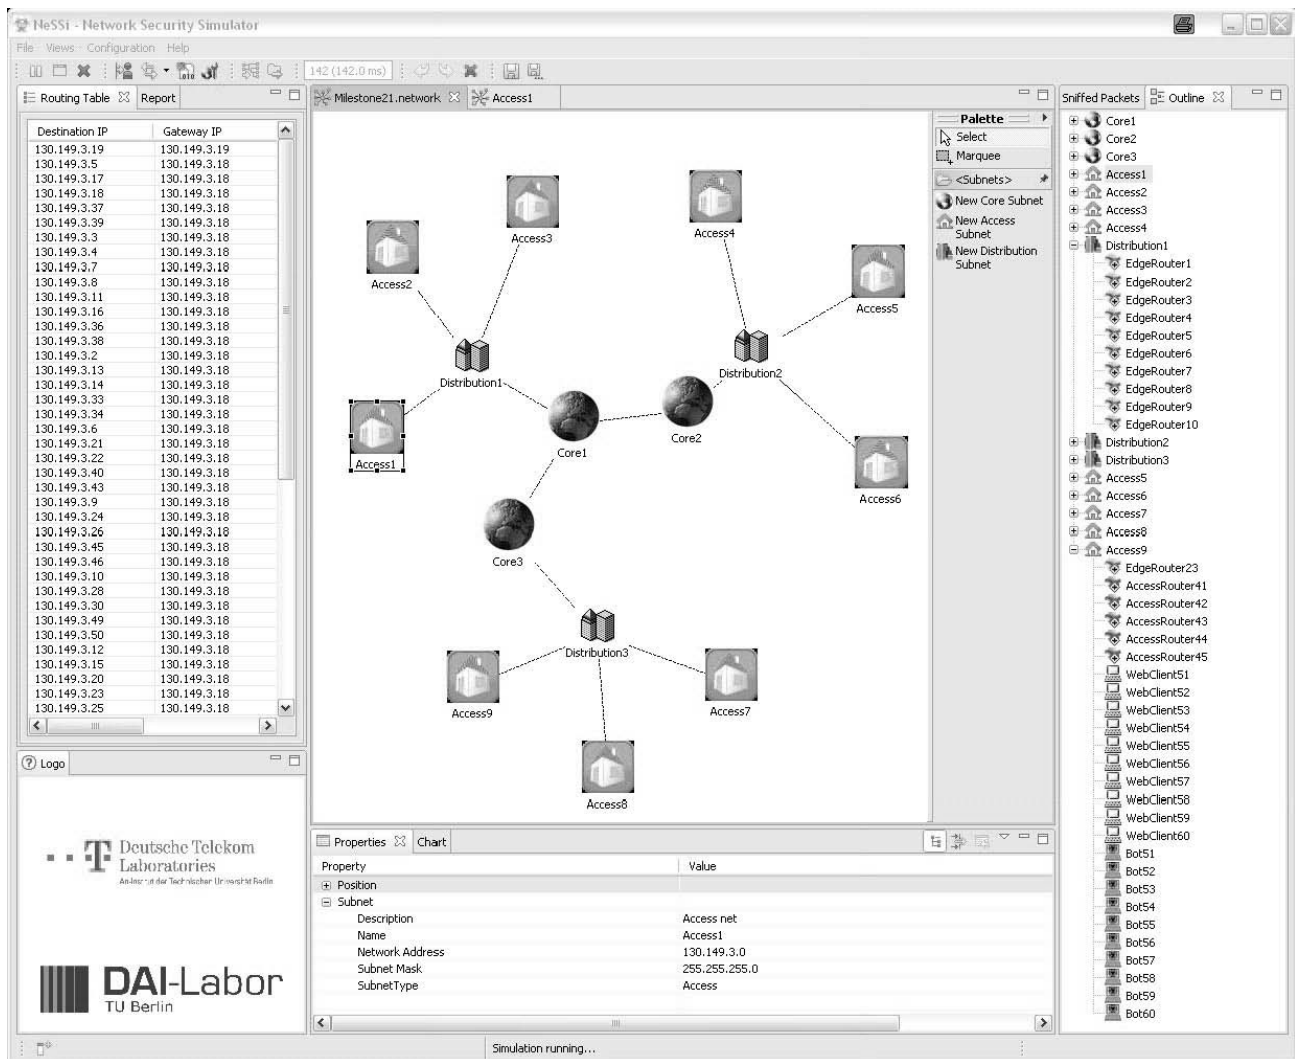 NeSSi - Network Security Simulator
File Views Configuration Help
142 (142.0 ms)
Routing Table Report
Destination IP Gateway IP
130.149.3.19 130.149.3.19
130.149.3.5 130.149.3.18
130.149.3.17 130.149.3.18
130.149.3.18 130.149.3.18
130.149.3.37 130.149.3.18
130.149.3.39 130.149.3.18
130.149.3.3 130.149.3.18
130.149.3.4 130.149.3.18
130.149.3.7 130.149.3.18
130.149.3.8 130.149.3.18
130.149.3.11 130.149.3.18
130.149.3.16 130.149.3.18
130.149.3.36 130.149.3.18
130.149.3.38 130.149.3.18
130.149.3.2 130.149.3.18
130.149.3.13 130.149.3.18
130.149.3.14 130.149.3.18
130.149.3.33 130.149.3.18
130.149.3.34 130.149.3.18
130.149.3.6 130.149.3.18
130.149.3.21 130.149.3.18
130.149.3.22 130.149.3.18
130.149.3.40 130.149.3.18
130.149.3.43 130.149.3.18
130.149.3.9 130.149.3.18
130.149.3.24 130.149.3.18
130.149.3.26 130.149.3.18
130.149.3.45 130.149.3.18
130.149.3.46 130.149.3.18
130.149.3.10 130.149.3.18
130.149.3.28 130.149.3.18
130.149.3.30 130.149.3.18
130.149.3.49 130.149.3.18
130.149.3.50 130.149.3.18
130.149.3.12 130.149.3.18
130.149.3.15 130.149.3.18
130.149.3.20 130.149.3.18
130.149.3.23 130.149.3.18
130.149.3.25 130.149.3.18
Logo
Deutsche Telekom
Laboratories
An-Institut der Technischen Universität Berlin
DAI-Labor
TU Berlin
Milestone21.network Access1
Access3
Access4
Access2
Access5
Distribution2
Distribution1
Core2
Core1
Access1
Access6
Core3
Distribution3
Access9
Access7
Access8
Palette
Select
Marquee
<Subnets>
New Core Subnet
New Access
Subnet
New Distribution
Subnet
Properties Chart
Property Value
Position
Subnet
Description Access net
Name Access1
Network Address 130.149.3.0
Subnet Mask 255.255.255.0
SubnetType Access
Sniffed Packets Outline
Core1
Core2
Core3
Access1
Access2
Access3
Access4
Distribution1
EdgeRouter1
EdgeRouter2
EdgeRouter3
EdgeRouter4
EdgeRouter5
EdgeRouter6
EdgeRouter7
EdgeRouter8
EdgeRouter9
EdgeRouter10
Distribution2
Distribution3
Access5
Access6
Access7
Access8
Access9
EdgeRouter23
AccessRouter41
AccessRouter42
AccessRouter43
AccessRouter44
AccessRouter45
WebClient51
WebClient52
WebClient53
WebClient54
WebClient55
WebClient56
WebClient57
WebClient58
WebClient59
WebClient60
Bot51
Bot52
Bot53
Bot54
Bot55
Bot56
Bot57
Bot58
Bot59
Bot60
Simulation running...